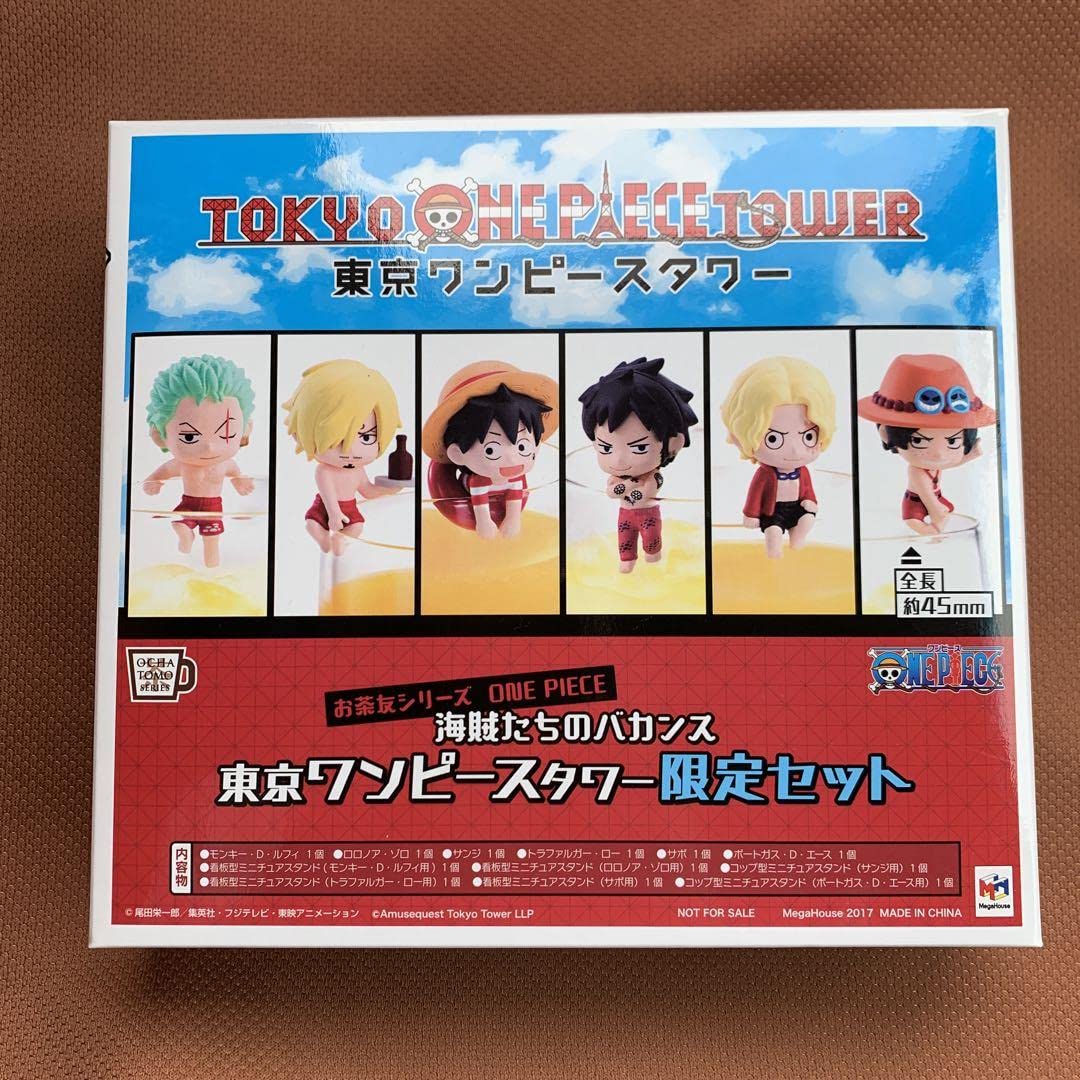 TOKYO ONE PIECE TOWER
東京ワンピースタワー
全長
約45mm
OCHA
TOMO
SERIES
ワンピース
ONE PIECE
お茶友シリーズ ONE PIECE
海賊たちのバカンス
東京ワンピースタワー限定セット
内容物
●モンキー・D・ルフィ 1個 ●ロロノア・ゾロ 1個 ●サンジ 1個 ●トラファルガー・ロー 1個 ●サボ 1個 ●ポートガス・D・エース 1個
●看板型ミニチュアスタンド(モンキー・D・ルフィ用)1個 ●看板型ミニチュアスタンド(ロロノア・ゾロ用)1個 ●コップ型ミニチュアスタンド(サンジ用)1個
●看板型ミニチュアスタンド(トラファルガー・ロー用)1個 ●看板型ミニチュアスタンド(サボ用)1個 ●コップ型ミニチュアスタンド(ポートガス・D・エース用)1個
MegaHouse
© 尾田栄一郎/集英社・フジテレビ・東映アニメーション ©Amusequest Tokyo Tower LLP NOT FOR SALE MegaHouse 2017 MADE IN CHINA